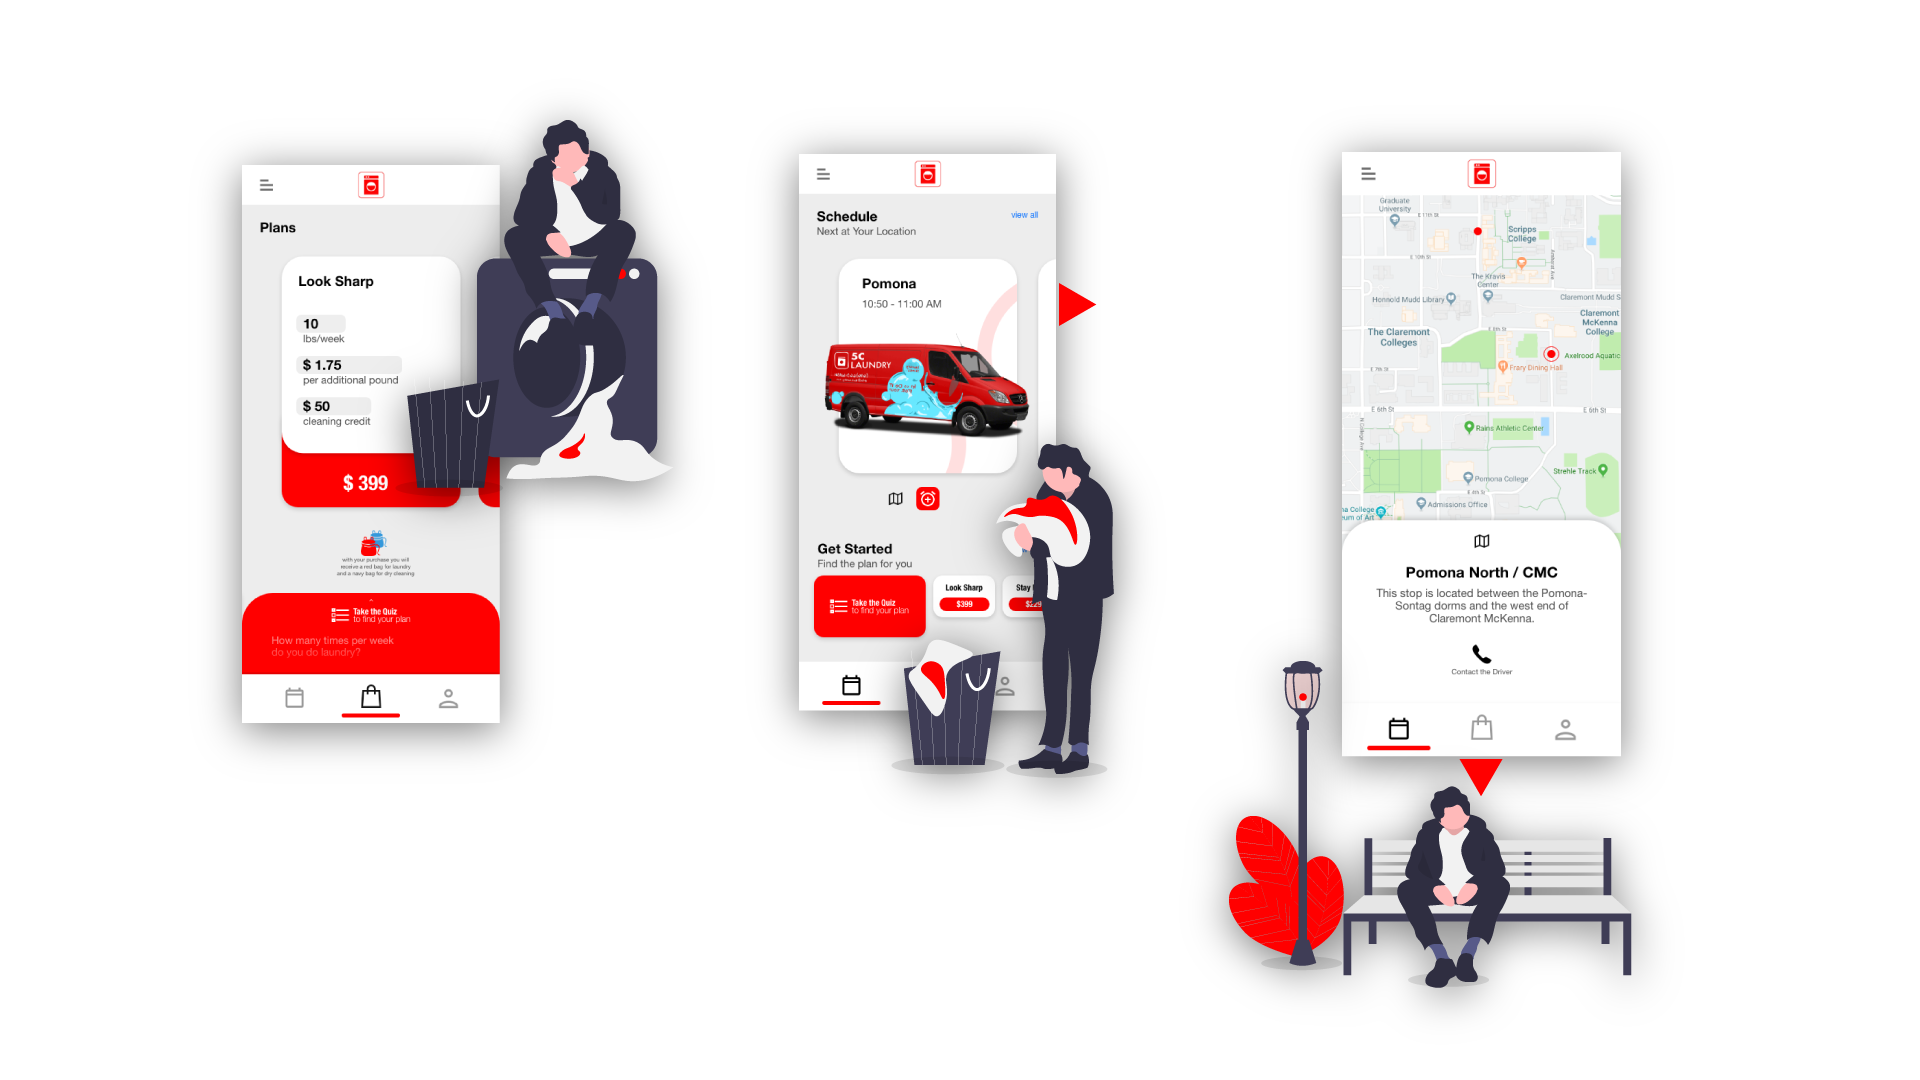 Plans
Look Sharp
10
lbs/week
$ 1.75
per additional pound
$ 50
cleaning credit
$ 399
with your purchase you will
receive a red bag for laundry
and a navy bag for dry cleaning
Take the Quiz
to find your plan
How many times per week
do you do laundry?
Schedule
view all
Next at Your Location
Pomona
10:50 - 11:00 AM
5C
LAUNDRY
Get Started
Find the plan for you
Take the Quiz
to find your plan
Look Sharp
$399
Stay
$229
Graduate
University
E 11th St
Scripps
College
E 10th St
Amherst Ave
The Kravis
Center
Honnold Mudd Library
Claremont Mudd S
Claremont
McKenna
College
The Claremont
Colleges
E 8th St
Axelrood Aquatic
Frary Dining Hall
E 7th St
E 6th St
E 6th St
N College Ave
Rains Athletic Center
Strehle Track
Pomona College
E 4th St
Admissions Office
na College
eum of Art
Pomona North / CMC
This stop is located between the Pomona-
Sontag dorms and the west end of
Claremont McKenna.
Contact the Driver